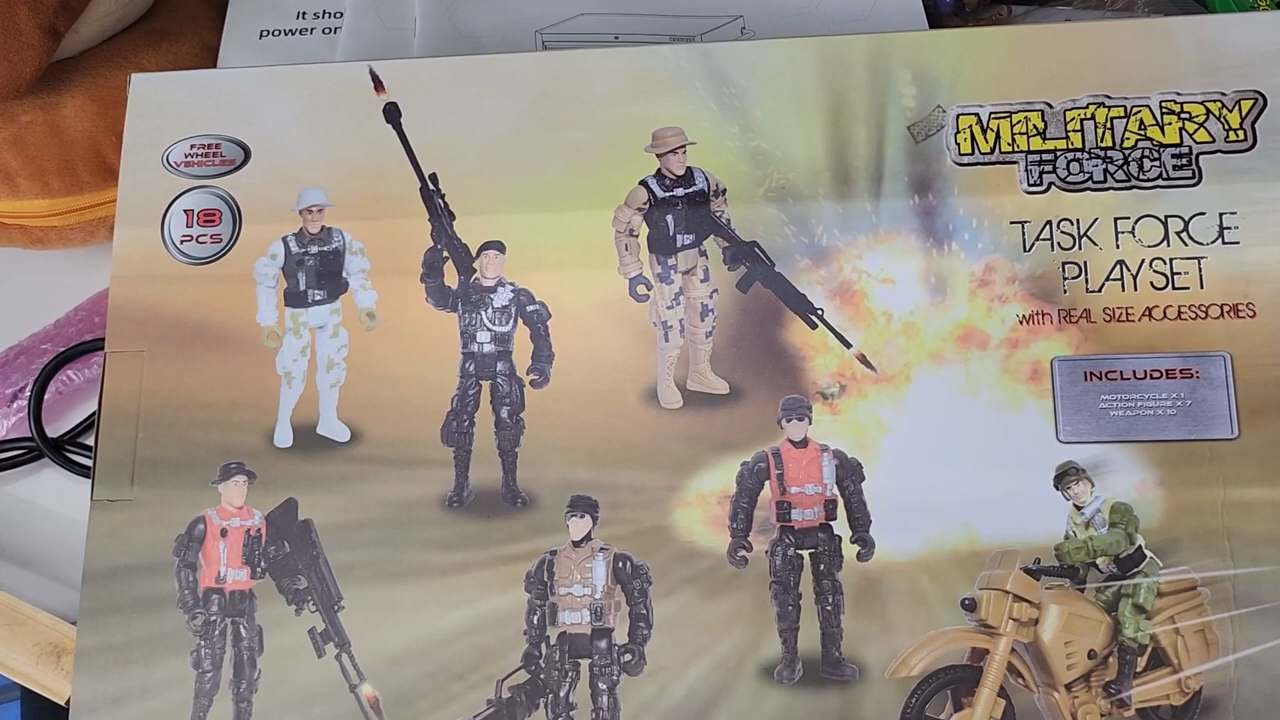 It sho
power on
FREE
WHEEL
VEHICLES
18
PCS
MILITARY
FORCE
TASK FORCE
PLAYSET
with REAL SIZE ACCESSORIES
INCLUDES:
MOTORCYCLE X 1
ACTION FIGURE X 7
WEAPON X 10